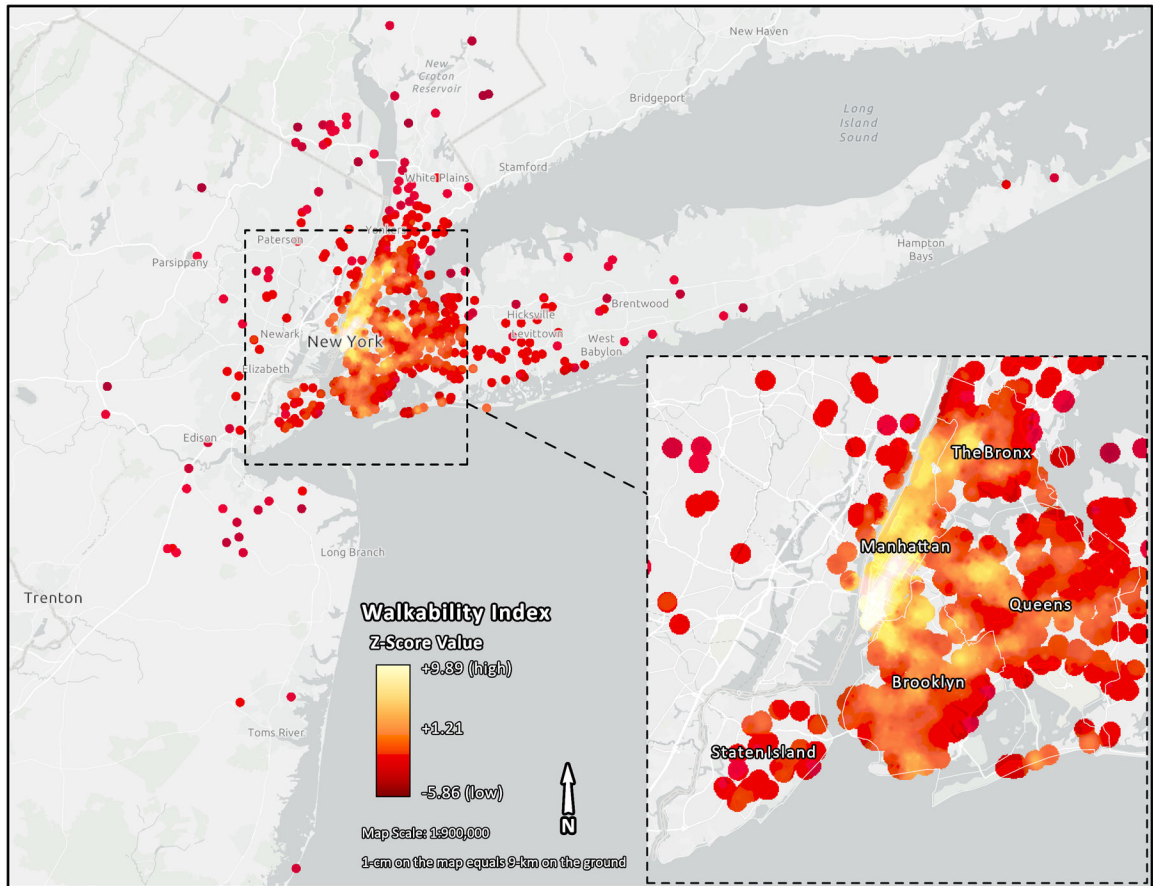 New Haven
New
Croton
Reservoir
Bridgeport
Long
Island
Sound
Stamford
White Plains
Yonkers
Paterson
Parsippany
Hampton
Bays
Brentwood
Hicksville
Levittown
Newark
New York
West
Babylon
Elizabeth
Edison
The Bronx
Long Branch
Manhattan
Trenton
Walkability Index
Z-Score Value
+9.89 (high)
+1.21
-5.86 (low)
Queens
Brooklyn
Toms River
Staten Island
N
Map Scale: 1:900,000
1-cm on the map equals 9-km on the ground